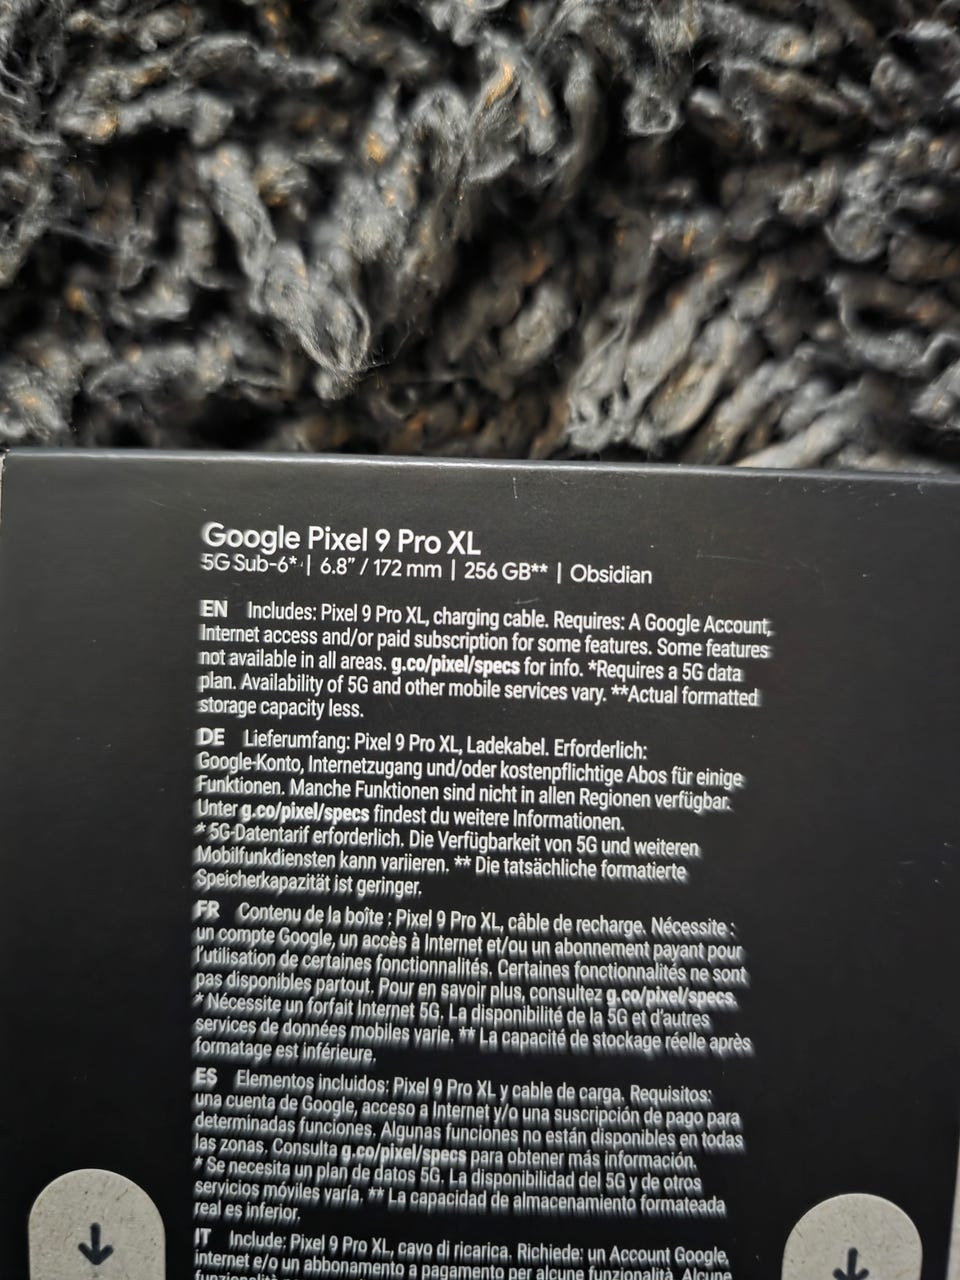 Google Pixel 9 Pro XL
5G Sub-6* | 6.8” / 172 mm | 256 GB** | Obsidian
EN Includes: Pixel 9 Pro XL, charging cable. Requires: A Google Account,
Internet access and/or paid subscription for some features. Some features
not available in all areas. g.co/pixel/specs for info. *Requires a 5G data
plan. Availability of 5G and other mobile services vary. **Actual formatted
storage capacity less.
DE Lieferumfang: Pixel 9 Pro XL, Ladekabel. Erforderlich:
Google-Konto, Internetzugang und/oder kostenpflichtige Abos für einige
Funktionen. Manche Funktionen sind nicht in allen Regionen verfügbar.
Unter g.co/pixel/specs findest du weitere Informationen.
* 5G-Datentarif erforderlich. Die Verfügbarkeit von 5G und weiteren
Mobilfunkdiensten kann variieren. ** Die tatsächliche formatierte
Speicherkapazität ist geringer.
FR Contenu de la boîte : Pixel 9 Pro XL, câble de recharge. Nécessite :
un compte Google, un accès à Internet et/ou un abonnement payant pour
l’utilisation de certaines fonctionnalités. Certaines fonctionnalités ne sont
pas disponibles partout. Pour en savoir plus, consultez g.co/pixel/specs.
* Nécessite un forfait Internet 5G. La disponibilité de la 5G et d’autres
services de données mobiles varie. ** La capacité de stockage réelle après
formatage est inférieure.
ES Elementos incluidos: Pixel 9 Pro XL y cable de carga. Requisitos:
una cuenta de Google, acceso a Internet y/o una suscripción de pago para
determinadas funciones. Algunas funciones no están disponibles en todas
las zonas. Consulta g.co/pixel/specs para obtener más información.
* Se necesita un plan de datos 5G. La disponibilidad del 5G y de otros
servicios móviles varía. ** La capacidad de almacenamiento formateada
real es inferior.
IT Include: Pixel 9 Pro XL, cavo di ricarica. Richiede: un Account Google,
internet e/o un abbonamento a pagamento per alcune funzionalità. Alcune
funzionalità